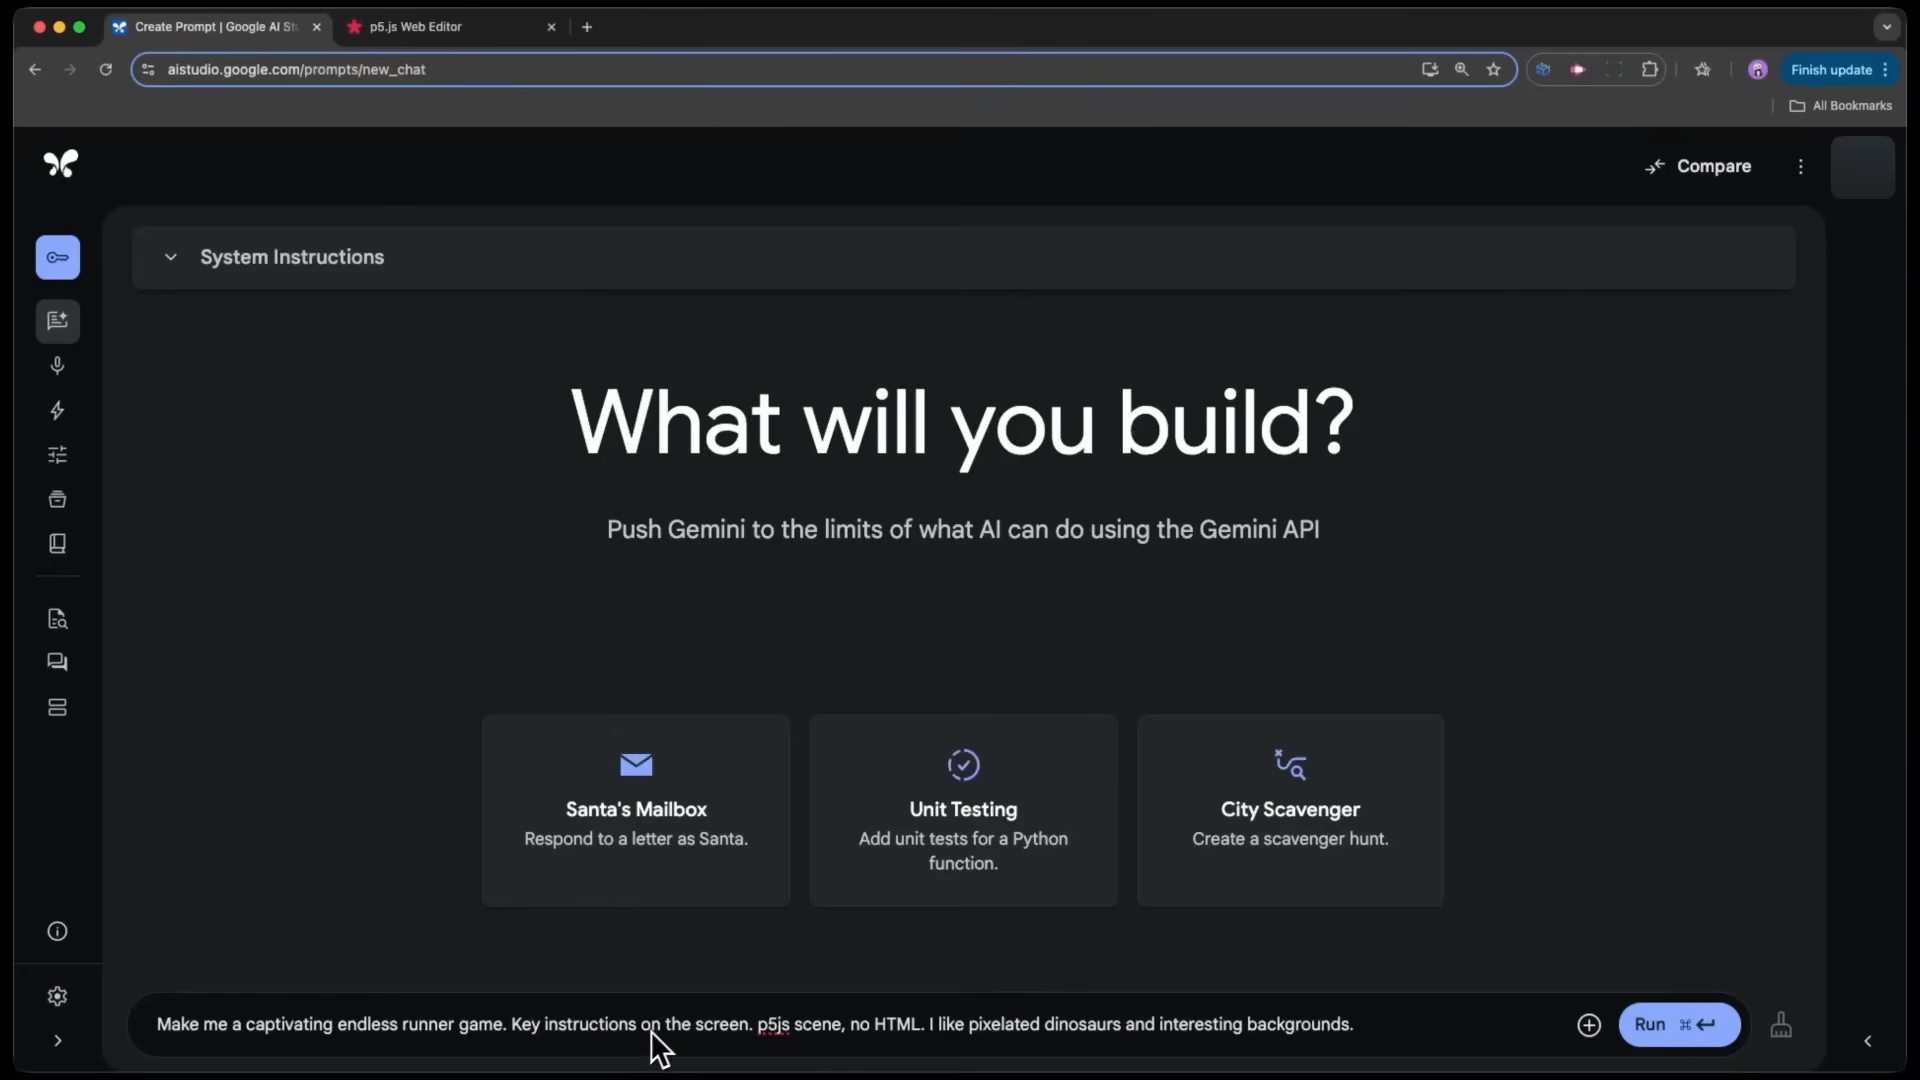 Create Prompt | Google AI St
p5.js Web Editor
aistudio.google.com/prompts/new_chat
Finish update
All Bookmarks
Compare
System Instructions
What will you build?
Push Gemini to the limits of what AI can do using the Gemini API
Santa's Mailbox
Respond to a letter as Santa.
Unit Testing
Add unit tests for a Python
function.
City Scavenger
Create a scavenger hunt.
Make me a captivating endless runner game. Key instructions on the screen. p5js scene, no HTML. I like pixelated dinosaurs and interesting backgrounds.
Run ⌘↵